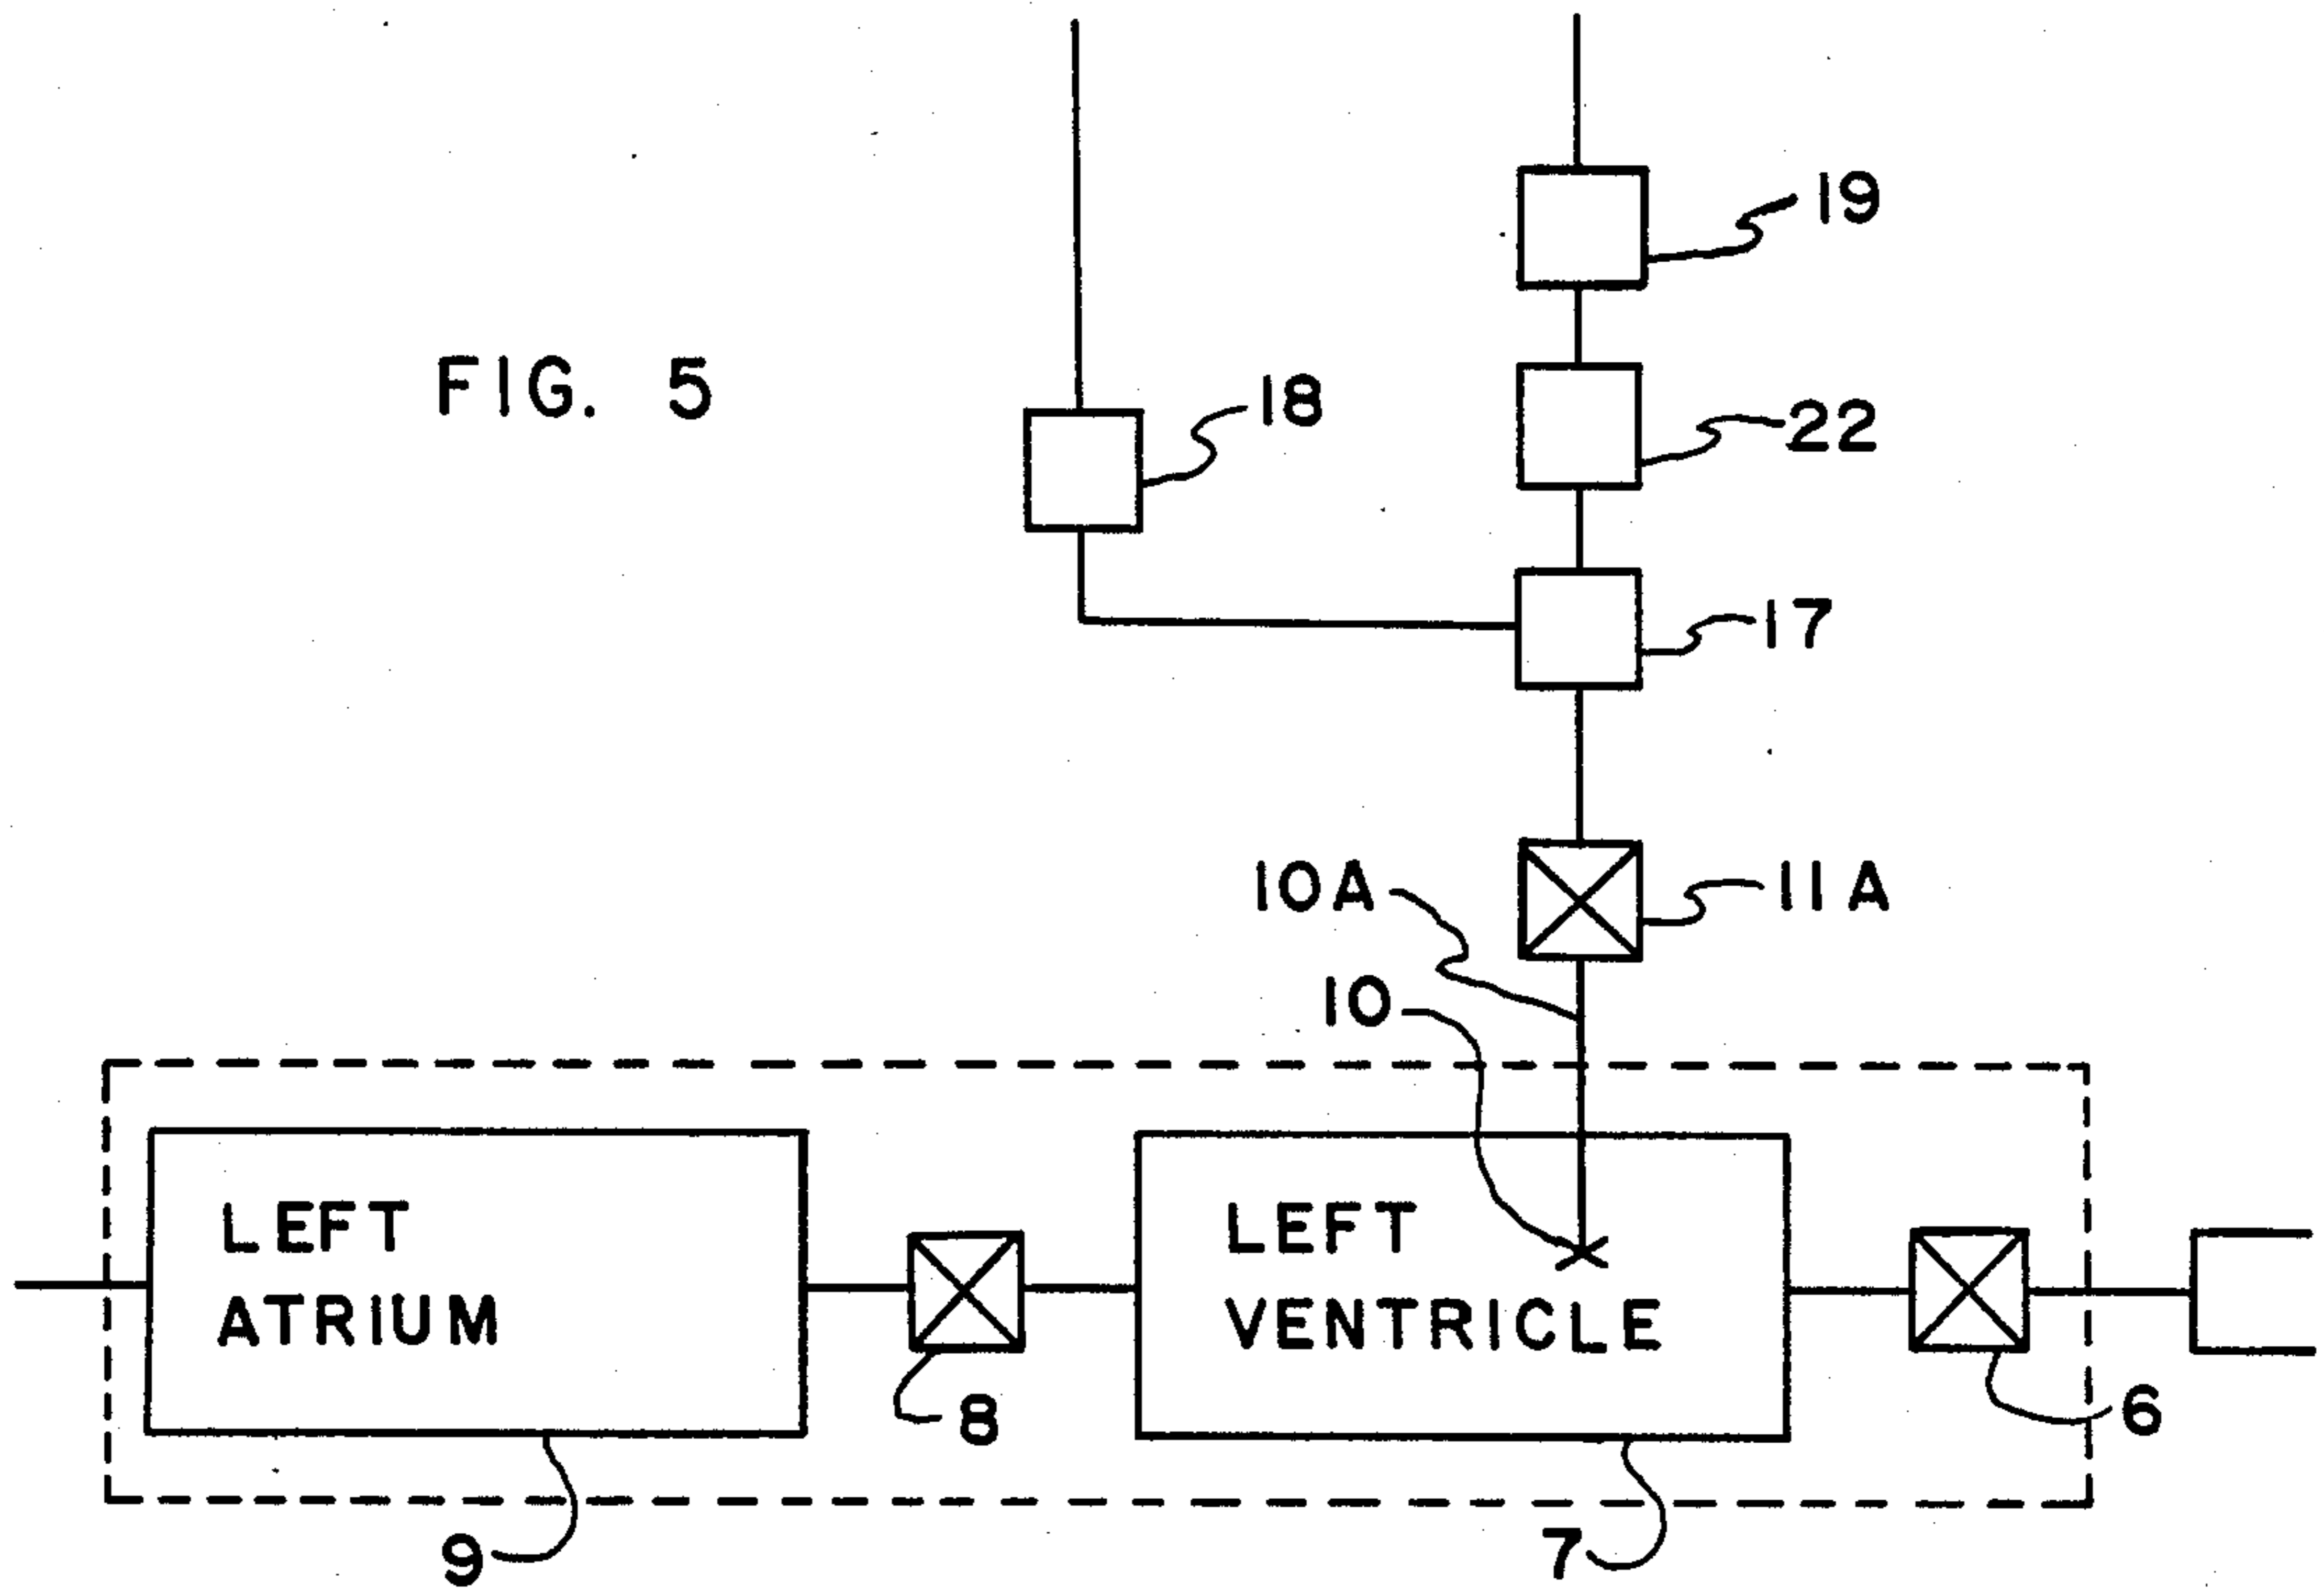 19
FIG. 5
18
22
17
10A
11A
10
LEFT
ATRIUM
LEFT
VENTRICLE
8
6
9
7